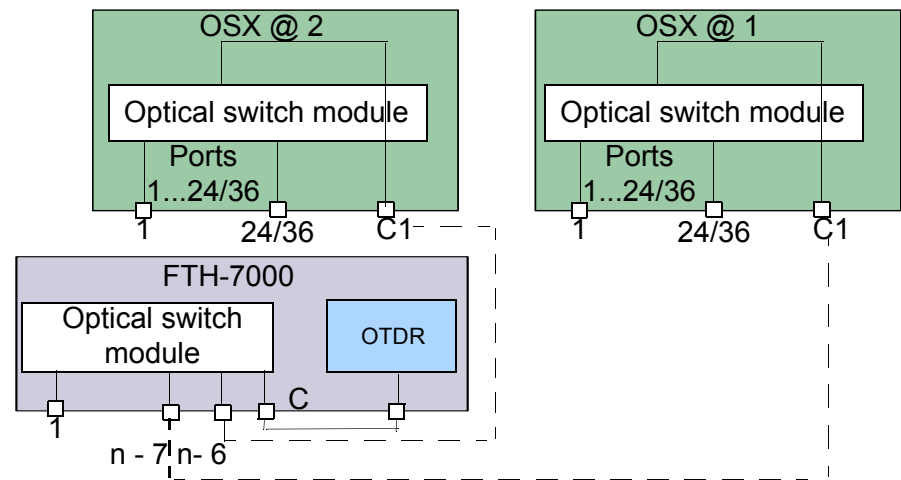 OSX @ 2
OSX @ 1
Optical switch module
Optical switch module
Ports
1...24/36
Ports
1...24/36
1
24/36
C1
1
24/36
C1
FTH-7000
Optical switch
module
OTDR
C
1
n - 7
n- 6